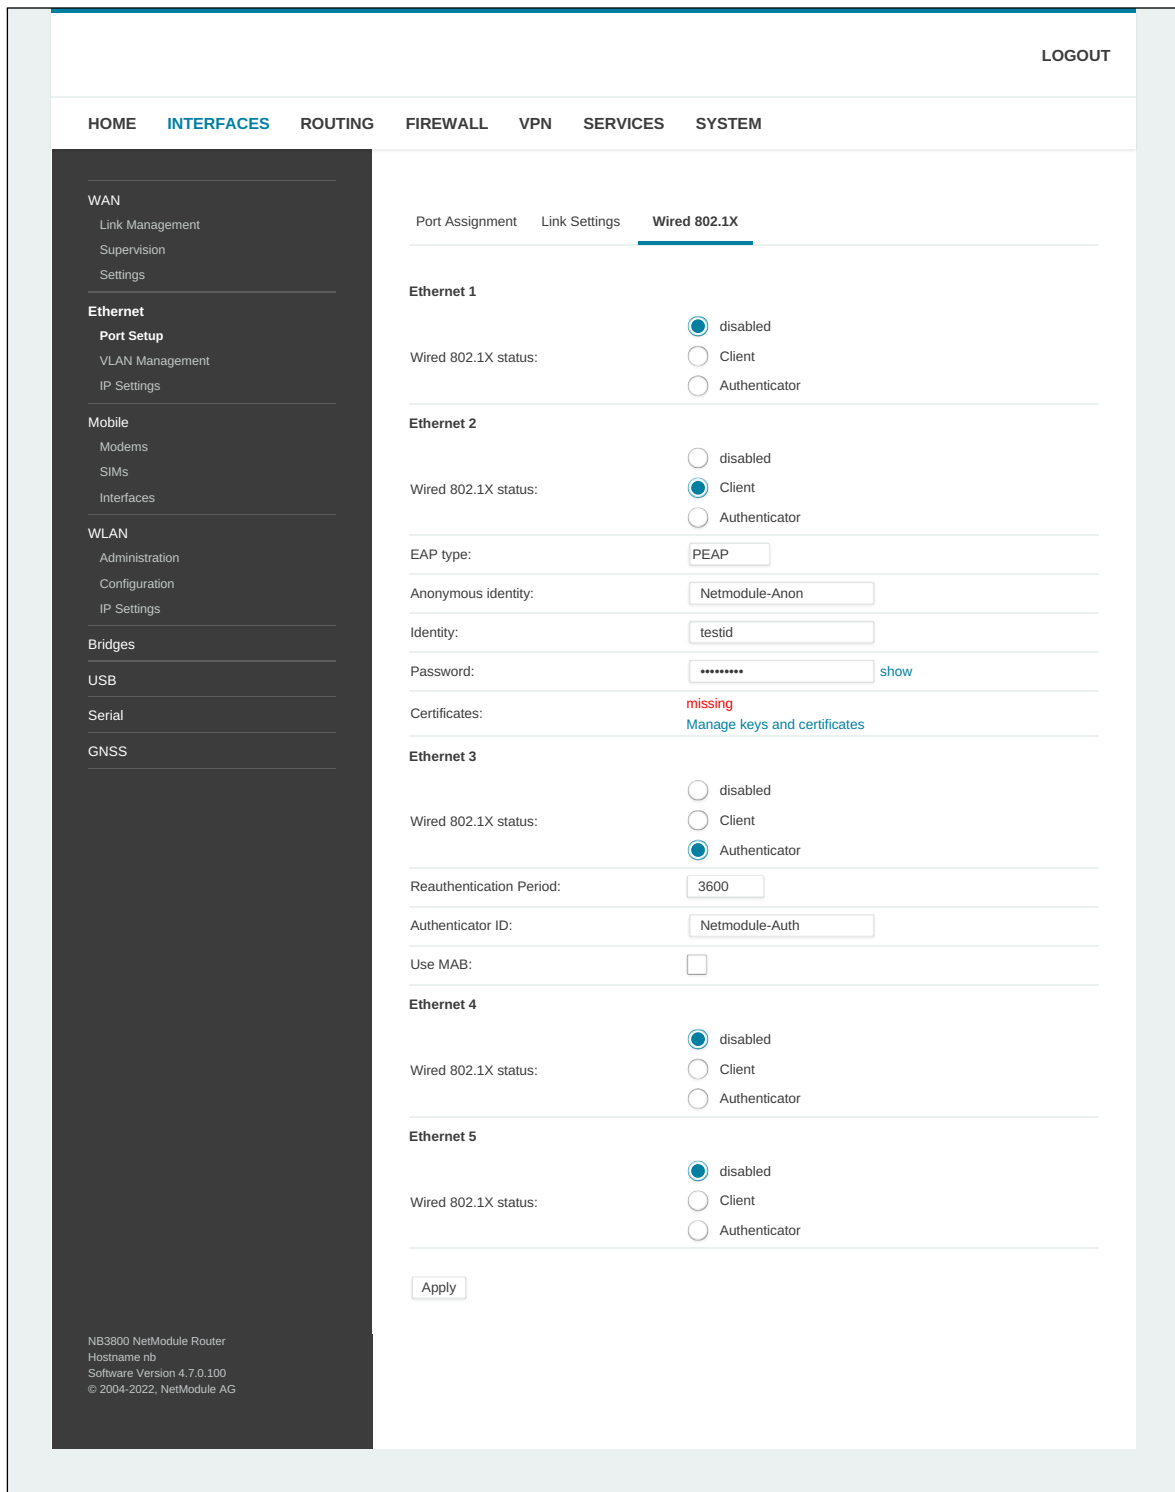 LOGOUT
HOME INTERFACES ROUTING FIREWALL VPN SERVICES SYSTEM
WAN
Link Management
Supervision
Settings
Ethernet
Port Setup
VLAN Management
IP Settings
Mobile
Modems
SIMs
Interfaces
WLAN
Administration
Configuration
IP Settings
Bridges
USB
Serial
GNSS
NB3800 NetModule Router
Hostname nb
Software Version 4.7.0.100
© 2004-2022, NetModule AG
Port Assignment Link Settings Wired 802.1X
Ethernet 1
Wired 802.1X status:
disabled
Client
Authenticator
Ethernet 2
Wired 802.1X status:
disabled
Client
Authenticator
EAP type: PEAP
Anonymous identity: Netmodule-Anon
Identity: testid
Password: ••••••••• show
Certificates:
missing
Manage keys and certificates
Ethernet 3
Wired 802.1X status:
disabled
Client
Authenticator
Reauthentication Period: 3600
Authenticator ID: Netmodule-Auth
Use MAB:
Ethernet 4
Wired 802.1X status:
disabled
Client
Authenticator
Ethernet 5
Wired 802.1X status:
disabled
Client
Authenticator
Apply